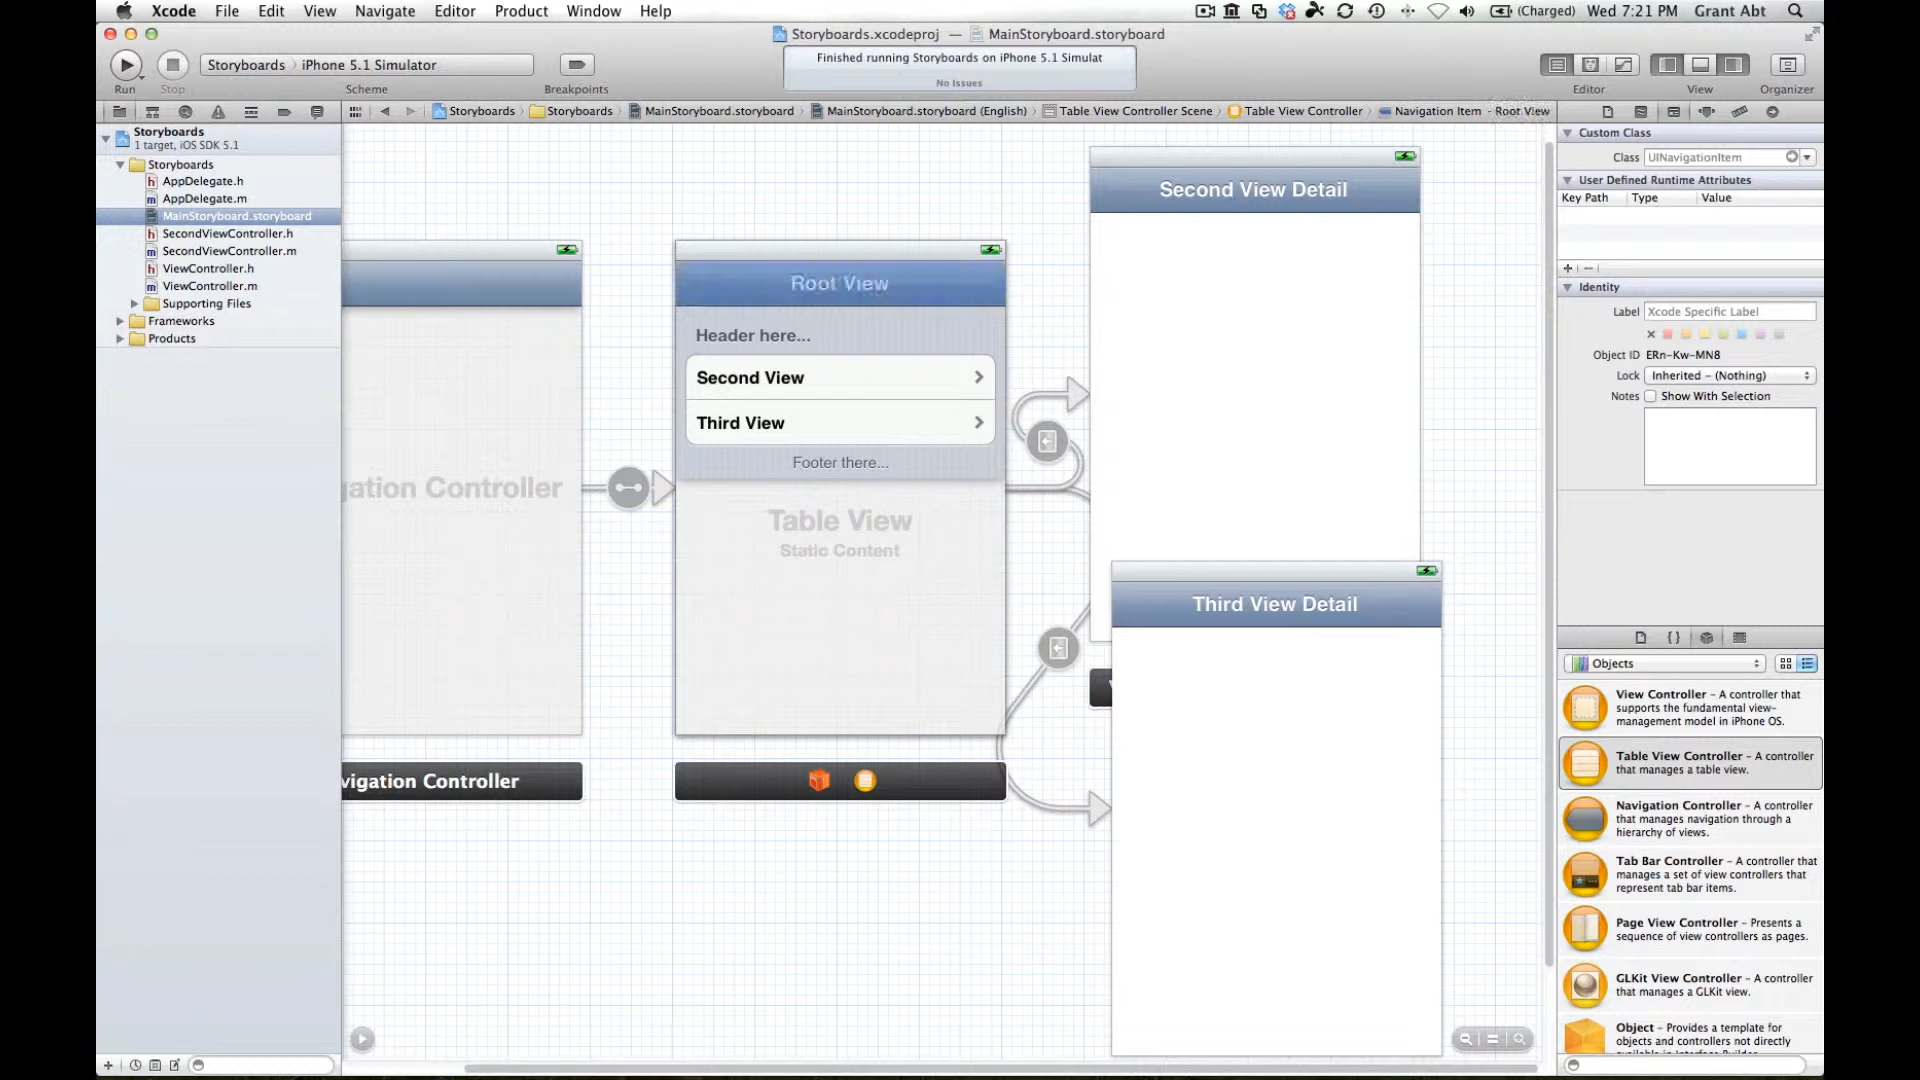 Xcode File Edit View Navigate Editor Product Window Help
(Charged) Wed 7:21 PM Grant Abt
Storyboards.xcodeproj — MainStoryboard.storyboard
Storyboards iPhone 5.1 Simulator
Finished running Storyboards on iPhone 5.1 Simulat
No Issues
Run Stop Scheme Breakpoints Editor View Organizer
Storyboards Storyboards MainStoryboard.storyboard MainStoryboard.storyboard (English) Table View Controller Scene Table View Controller Navigation Item - Root View
Storyboards
1 target, iOS SDK 5.1
Storyboards
AppDelegate.h
AppDelegate.m
MainStoryboard.storyboard
SecondViewController.h
SecondViewController.m
ViewController.h
ViewController.m
Supporting Files
Frameworks
Products
gation Controller
vigation Controller
Root View
Header here...
Second View
Third View
Footer there...
Table View
Static Content
Second View Detail
Third View Detail
Custom Class
Class UINavigationItem
User Defined Runtime Attributes
Key Path Type Value
Identity
Label Xcode Specific Label
Object ID ERn-Kw-MN8
Lock Inherited - (Nothing)
Notes Show With Selection
Objects
View Controller - A controller that
supports the fundamental view-
management model in iPhone OS.
Table View Controller - A controller
that manages a table view.
Navigation Controller - A controller
that manages navigation through a
hierarchy of views.
Tab Bar Controller - A controller that
manages a set of view controllers that
represent tab bar items.
Page View Controller - Presents a
sequence of view controllers as pages.
GLKit View Controller - A controller
that manages a GLKit view.
Object - Provides a template for
objects and controllers not directly
available in Interface Builder